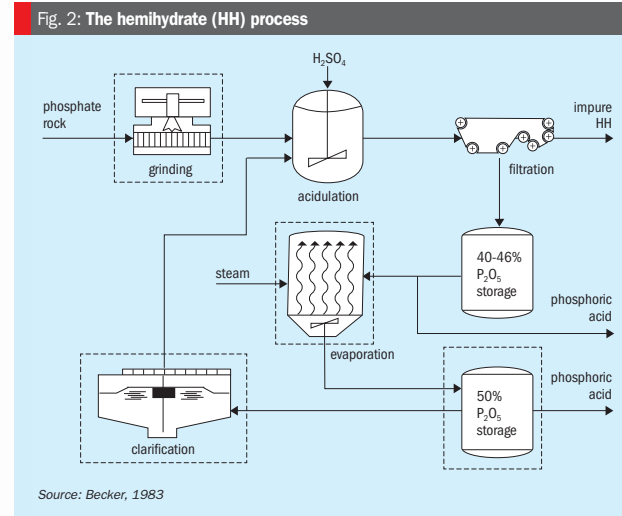 Fig. 2: The hemihydrate (HH) process
H₂SO₄
phosphate
rock
impure
HH
grinding
acidulation
filtration
40-46%
P₂O₅
storage
steam
phosphoric
acid
evaporation
50%
P₂O₅
storage
phosphoric
acid
clarification
Source: Becker, 1983